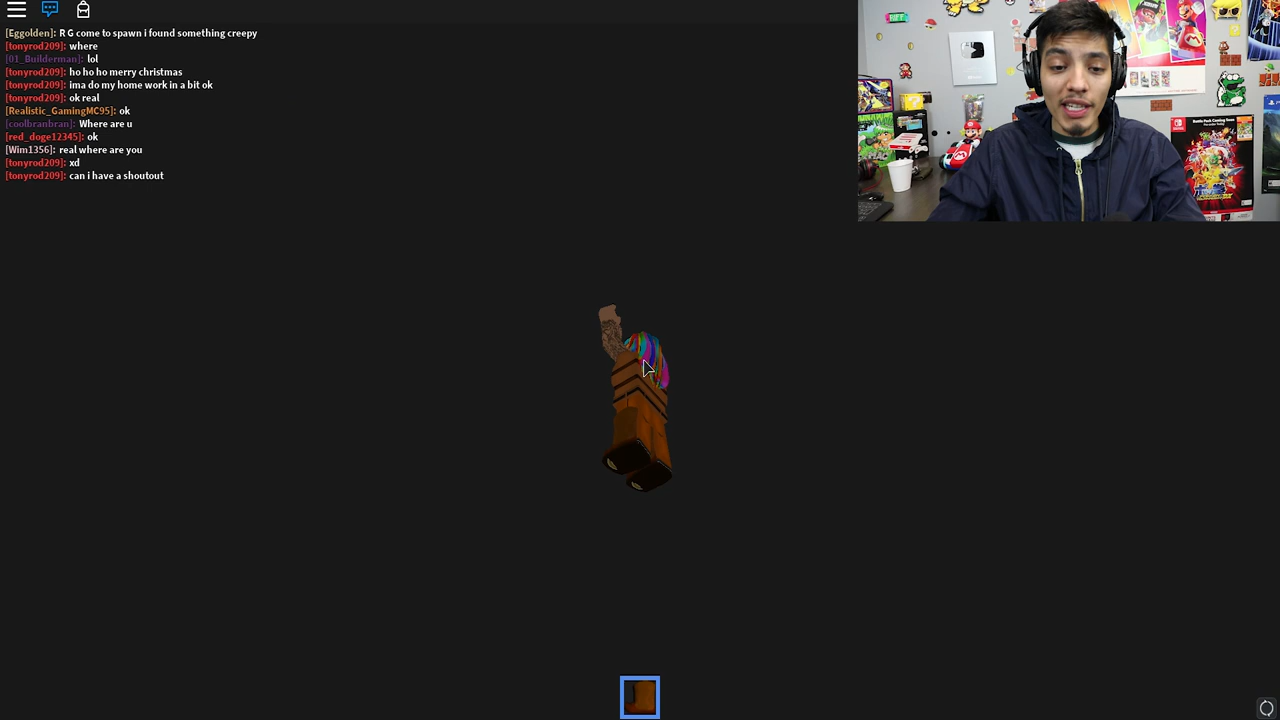 [Eggolden]: R G come to spawn i found something creepy
[tonyrod209]: where
[01_Builderman]: lol
[tonyrod209]: ho ho ho merry christmas
[tonyrod209]: ima do my home work in a bit ok
[tonyrod209]: ok real
[Realistic_GamingMC95]: ok
[coolbranbran]: Where are u
[red_doge12345]: ok
[Wim1356]: real where are you
[tonyrod209]: xd
[tonyrod209]: can i have a shoutout